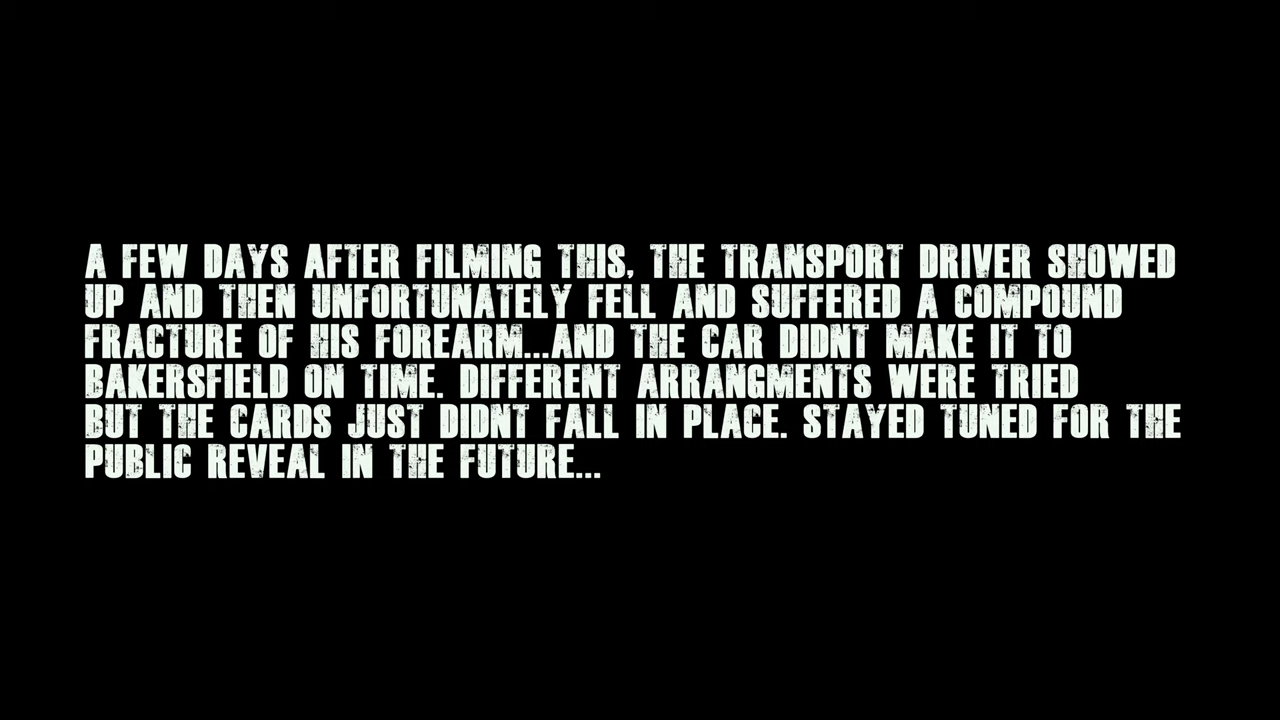 A FEW DAYS AFTER FILMING THIS, THE TRANSPORT DRIVER SHOWED
UP AND THEN UNFORTUNATELY FELL AND SUFFERED A COMPOUND
FRACTURE OF HIS FOREARM...AND THE CAR DIDNT MAKE IT TO
BAKERSFIELD ON TIME. DIFFERENT ARRANGMENTS WERE TRIED
BUT THE CARDS JUST DIDNT FALL IN PLACE. STAYED TUNED FOR THE
PUBLIC REVEAL IN THE FUTURE...